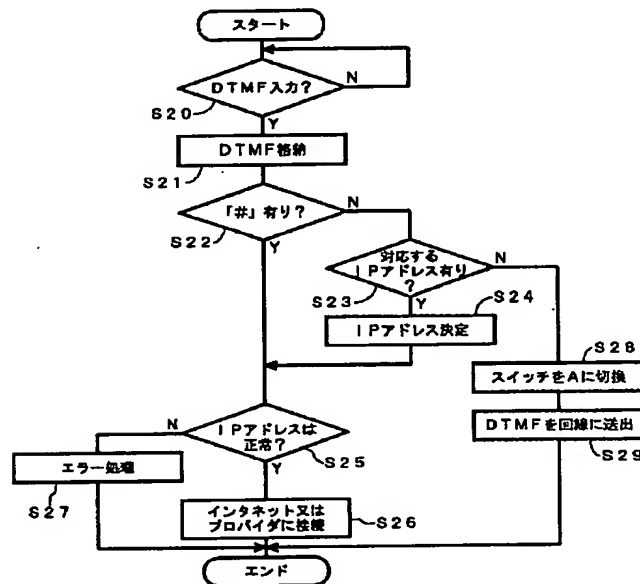 スタート
DTMF入力?
N
S20
Y
DTMF格納
S21
「#」有り?
N
S22
Y
対応する
IPアドレス有り
?
N
S23
Y
S24
IPアドレス決定
S28
スイッチをAに切換
DTMFを回線に送出
S29
IPアドレスは
正常?
N
S25
Y
エラー処理
S27
インタネット又は
プロバイダに接続
S26
エンド